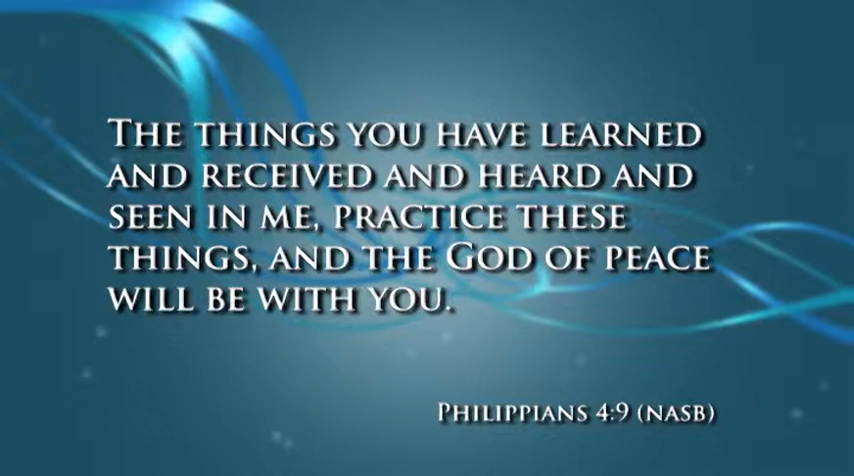 The things you have learned
and received and heard and
seen in me, practice these
things, and the God of peace
will be with you.
Philippians 4:9 (NASB)